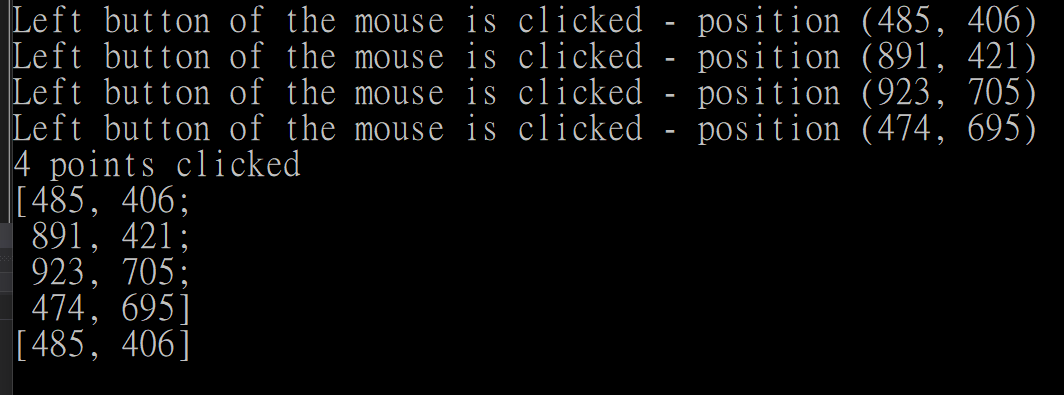 Left button of the mouse is clicked - position (485, 406)
Left button of the mouse is clicked - position (891, 421)
Left button of the mouse is clicked - position (923, 705)
Left button of the mouse is clicked - position (474, 695)
4 points clicked
[485, 406;
 891, 421;
 923, 705;
 474, 695]
[485, 406]